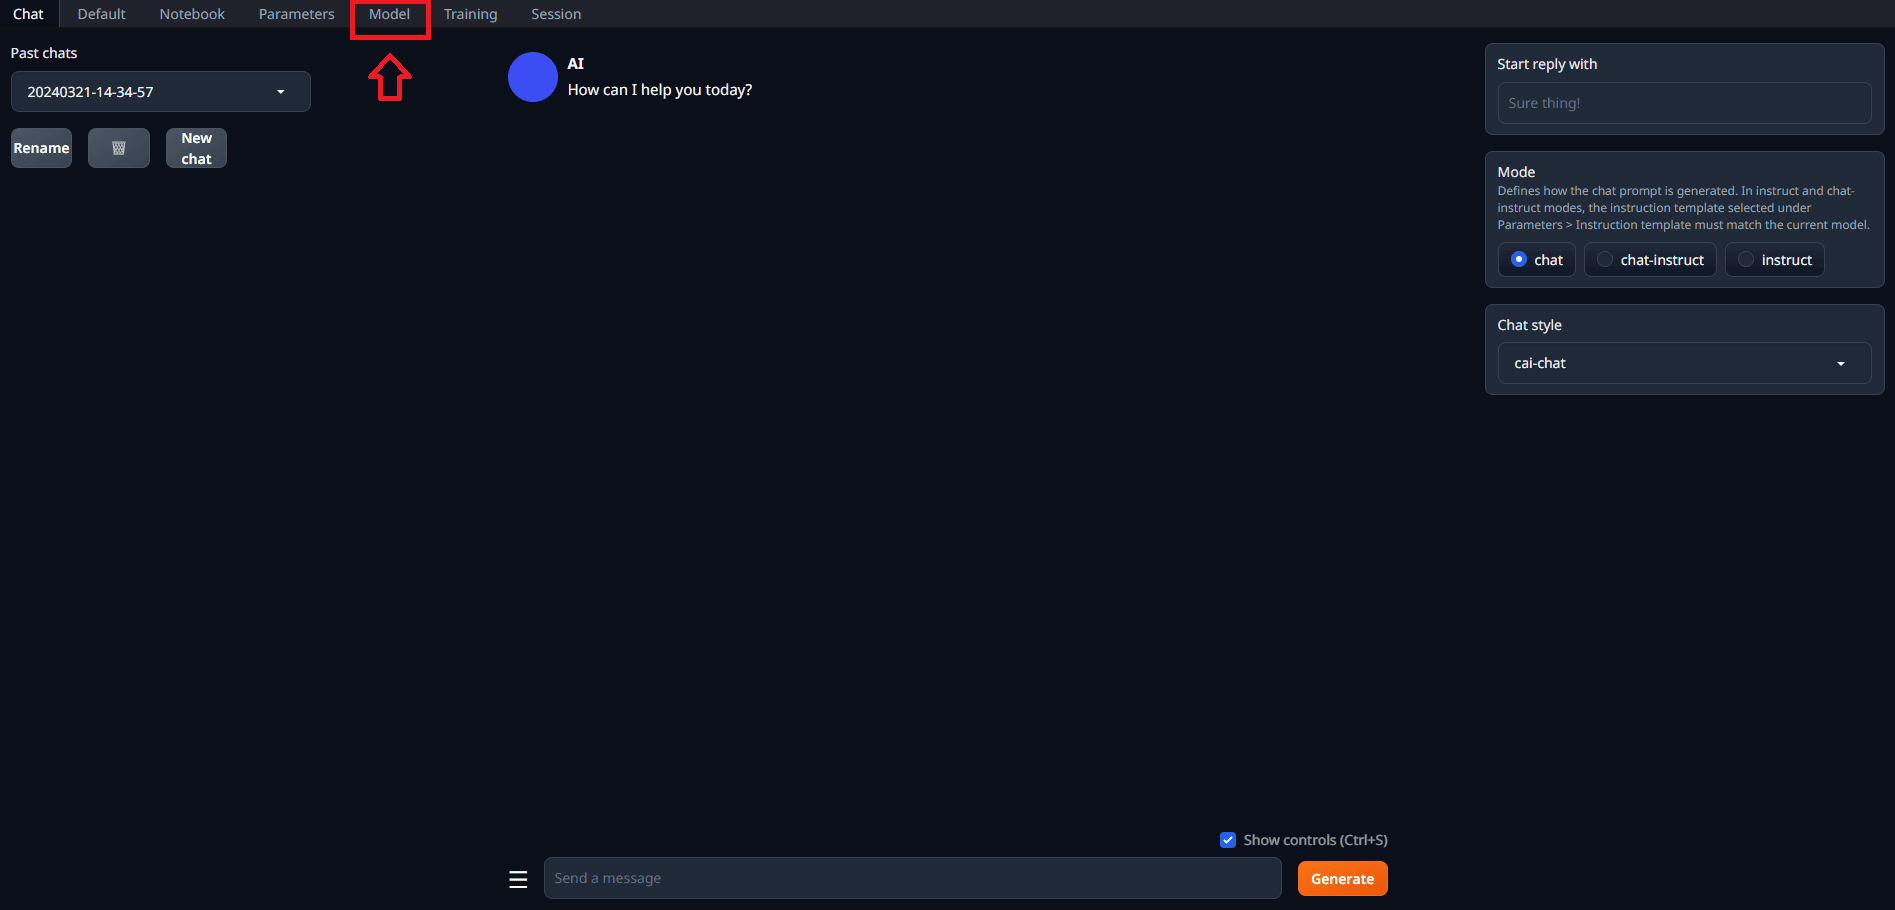 Chat Default Notebook Parameters Model Training Session
Past chats
20240321-14-34-57
Rename
New
chat
AI
How can I help you today?
Start reply with
Sure thing!
Mode
Defines how the chat prompt is generated. In instruct and chat-
instruct modes, the instruction template selected under
Parameters > Instruction template must match the current model.
chat chat-instruct instruct
Chat style
cai-chat
Show controls (Ctrl+S)
Send a message
Generate